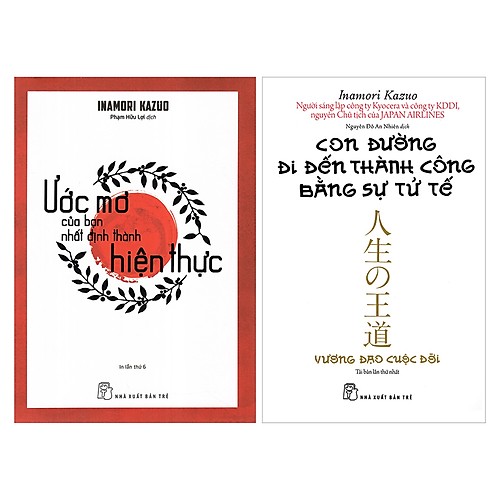 INAMORI KAZUO
Phạm Hữu Lợi dịch
Ước mơ
của bạn
nhất định thành
hiện thực
In lần thứ 6
NHÀ XUẤT BẢN TRẺ
Inamori Kazuo
Người sáng lập công ty Kyocera và công ty KDDI,
nguyên Chủ tịch của JAPAN AIRLINES
Nguyễn Đỗ An Nhiên dịch
CON ĐƯỜNG
ĐI ĐẾN THÀNH CÔNG
BẰNG SỰ TỬ TẾ
人生の王道
VƯƠNG ĐẠO CUỘC ĐỜI
Tái bản lần thứ nhất
NHÀ XUẤT BẢN TRẺ